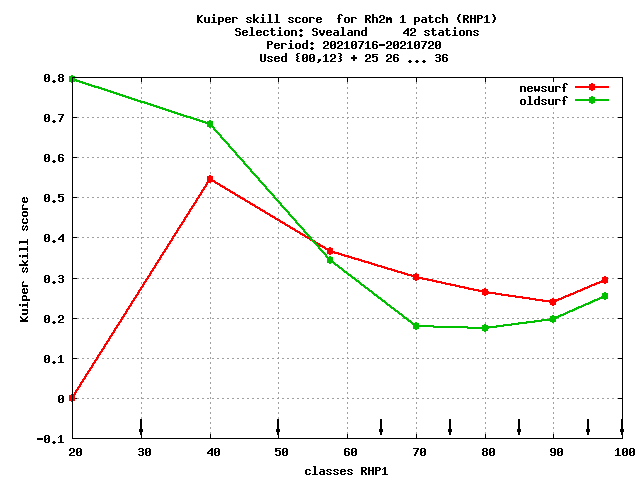 Kuiper skill score  for Rh2m 1 patch (RHP1)
Selection: Svealand     42 stations
Period: 20210716-20210720
Used {00,12} + 25 26 ... 36
newsurf
oldsurf
0.8
0.7
0.6
0.5
0.4
0.3
0.2
0.1
0
-0.1
Kuiper skill score
20 30 40 50 60 70 80 90 100
classes RHP1